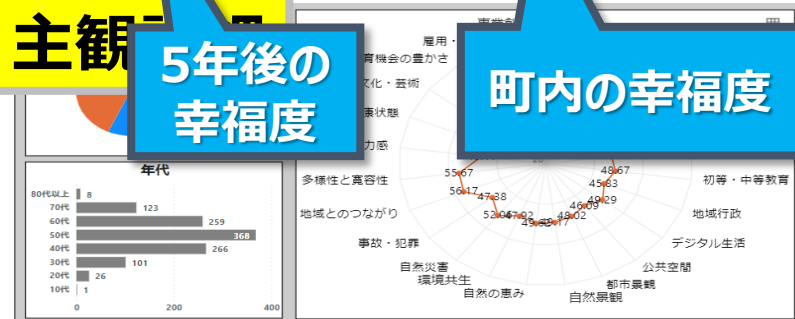 主観
5年後の
幸福度
町内の幸福度
雇用・
育機会の豊かさ
文化・芸術
康状態
力感
多様性と寛容性
地域とのつながり
事故・犯罪
自然災害
環境共生
自然の恵み
自然景観
都市景観
公共空間
デジタル生活
地域行政
初等・中等教育
55.67
56.17
47.38
48.02
46.09
49.29
45.83
48.67
年代
80代以上 8
70代 123
60代 259
50代 368
40代 266
30代 101
20代 26
10代 1
0 200 400